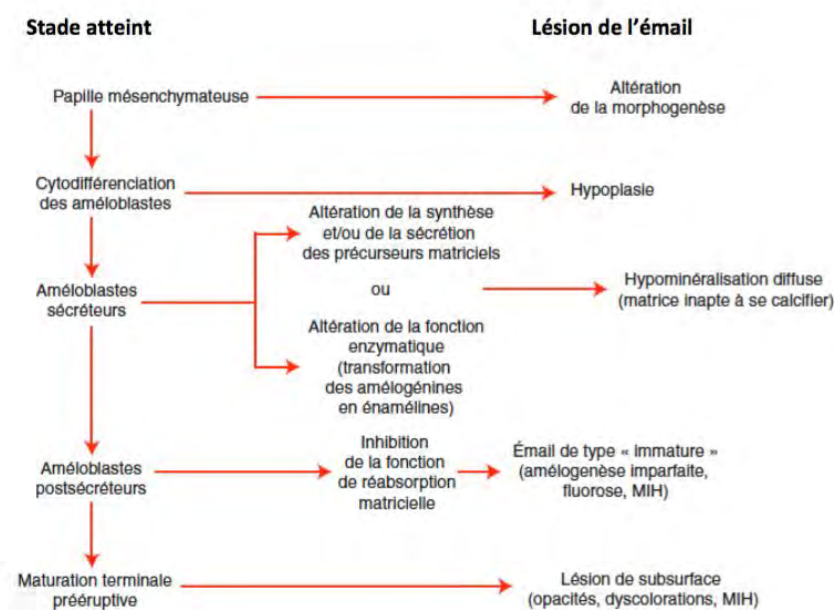 Stade atteint
Lésion de l'émail
Papille mésenchymateuse
Altération
de la morphogenèse
Cytodifférenciation
des améloblastes
Hypoplasie
Altération de la synthèse
et/ou de la sécrétion
des précurseurs matriciels
Améloblastes
sécréteurs
ou
Hypominéralisation diffuse
(matrice inapte à se calcifier)
Altération de la fonction
enzymatique
(transformation
des amélogénines
en énamélines)
Améloblastes
postsécréteurs
Inhibition
de la fonction
de réabsorption
matricielle
Émail de type « immature »
(amélogenèse imparfaite,
fluorose, MIH)
Maturation terminale
prééruptive
Lésion de subsurface
(opacités, dyscolorations, MIH)